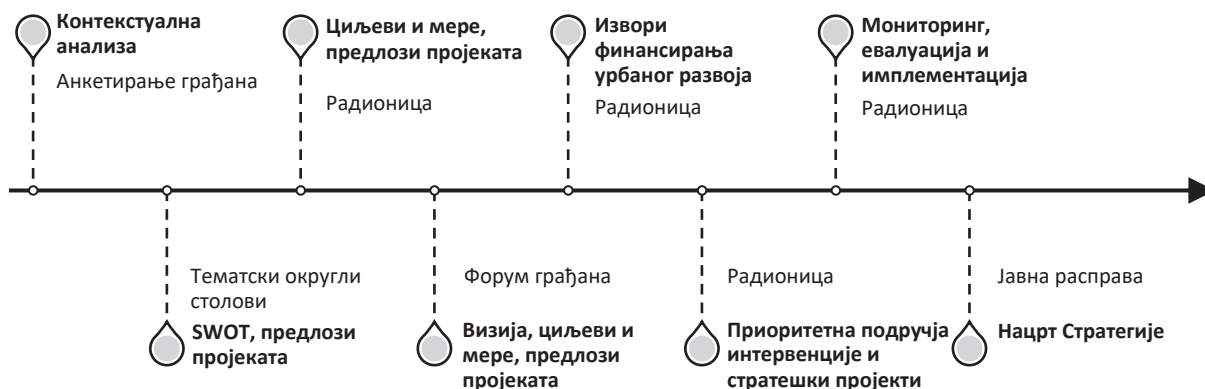 Контекстуална
анализа
Анкетирање грађана
Циљеви и мере,
предлози пројеката
Радионица
Извори
финансирања
урбаног развоја
Радионица
Мониторинг,
евалуација и
имплементација
Радионица
Тематски округли
столови
SWOT, предлози
пројеката
Форум грађана
Визија, циљеви и
мере, предлози
пројеката
Радионица
Приоритетна подручја
интервенције и
стратешки пројекти
Јавна расправа
Нацрт Стратегије